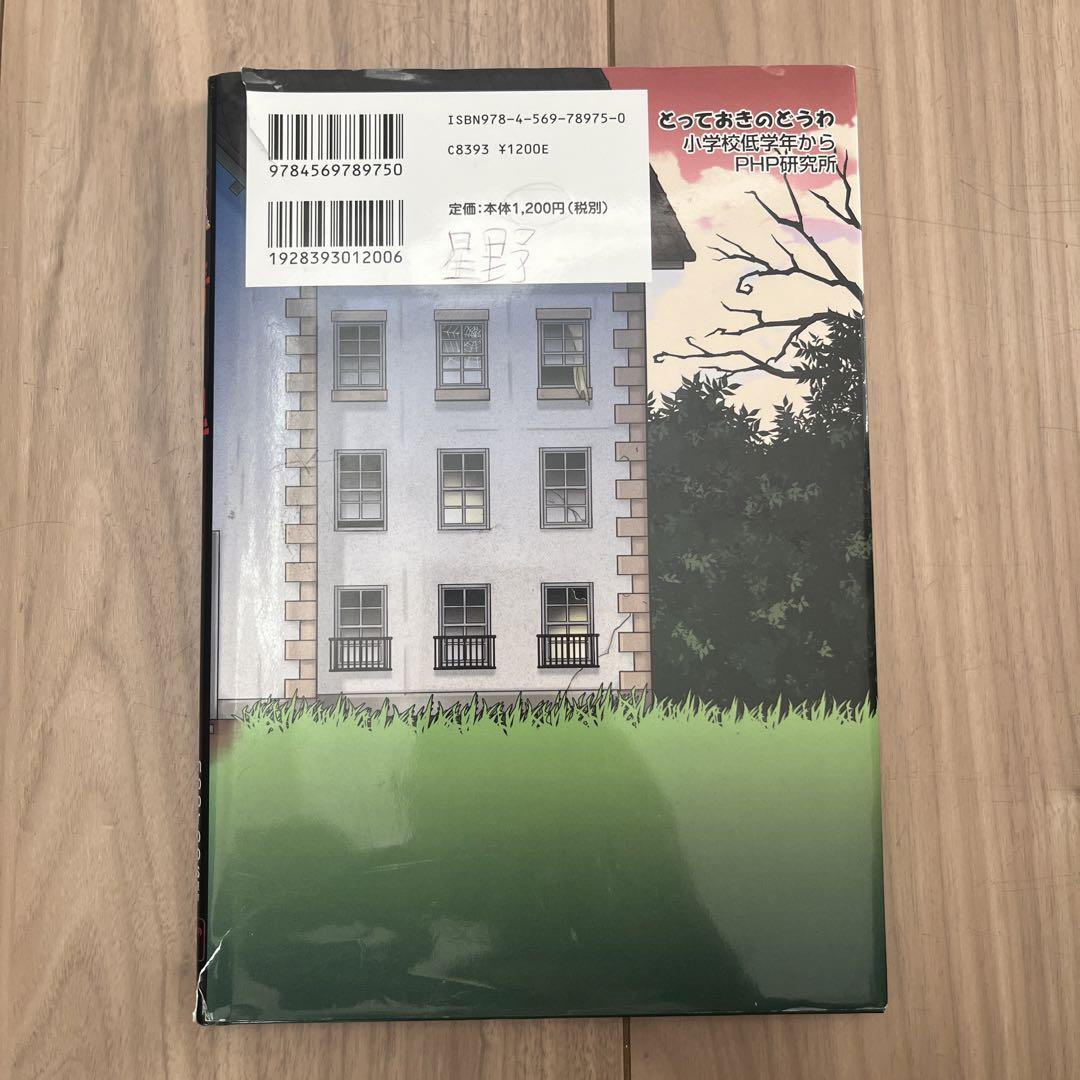 ISBN978-4-569-78975-0
C8393 ¥1200E
9784569789750
定価:本体1,200円(税別)
1928393012006
星野
とっておきのどうわ
小学校低学年から
PHP研究所